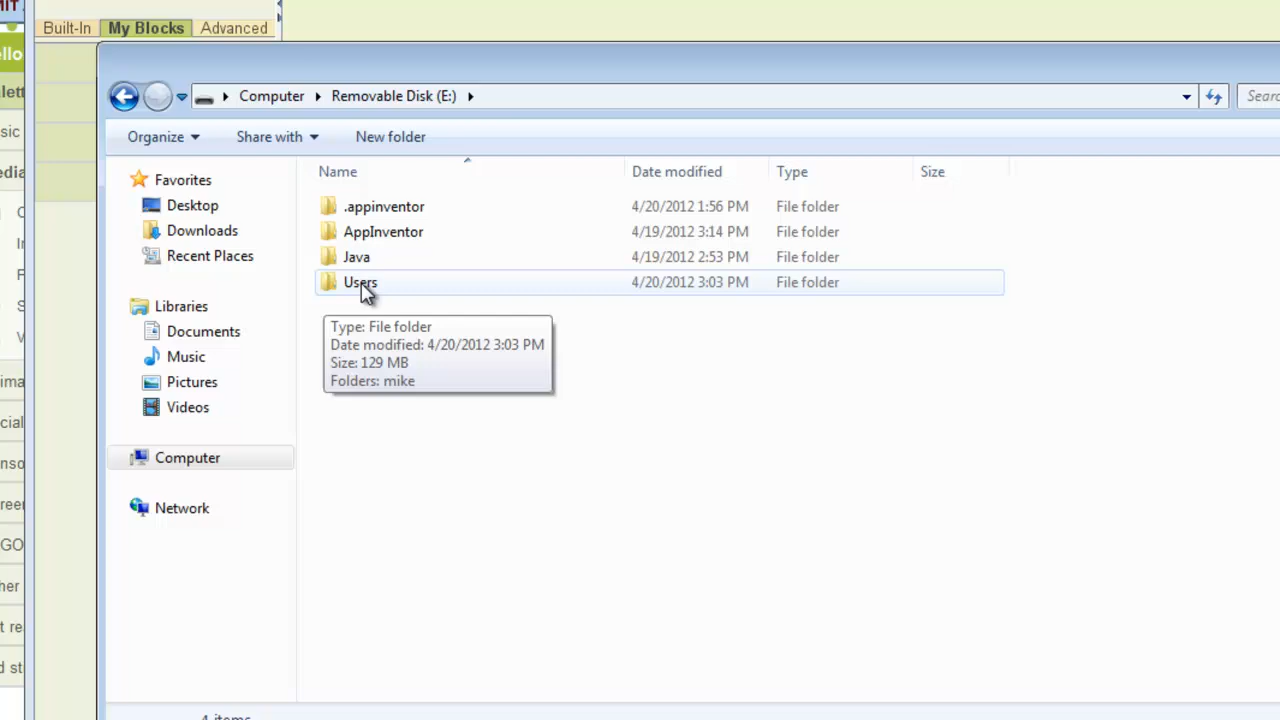 MIT
Built-In My Blocks Advanced
Computer Removable Disk (E:)
Organize Share with New folder
Name Date modified Type Size
Favorites
Desktop
Downloads
Recent Places
Libraries
Documents
Music
Pictures
Videos
Computer
Network
.appinventor 4/20/2012 1:56 PM File folder
AppInventor 4/19/2012 3:14 PM File folder
Java 4/19/2012 2:53 PM File folder
Users 4/20/2012 3:03 PM File folder
Type: File folder
Date modified: 4/20/2012 3:03 PM
Size: 129 MB
Folders: mike
4 items